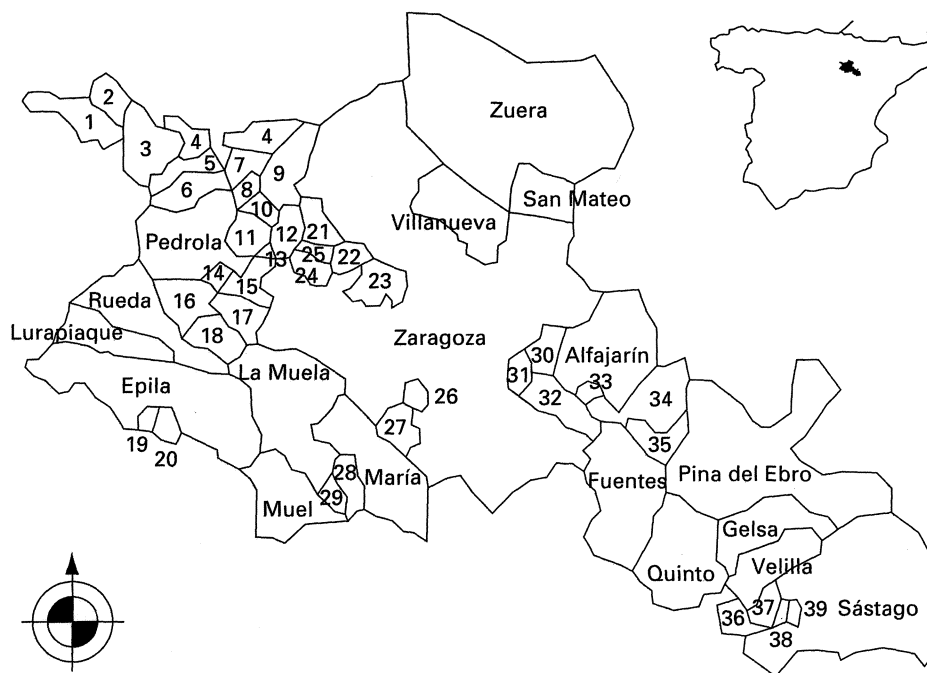 2
1
3
4
4
5
7
9
6
8
10
Zuera
San Mateo
Villanueva
Pedrola
11
12
21
13
25
22
14
24
23
15
Rueda
16
17
Lurapiaque
18
Zaragoza
Epila
La Muela
19
20
26
27
28
María
29
Muel
30
Alfajarín
31
33
32
34
35
Fuentes
Pina del Ebro
Gelsa
Quinto
Velilla
36
37
39
Sástago
38